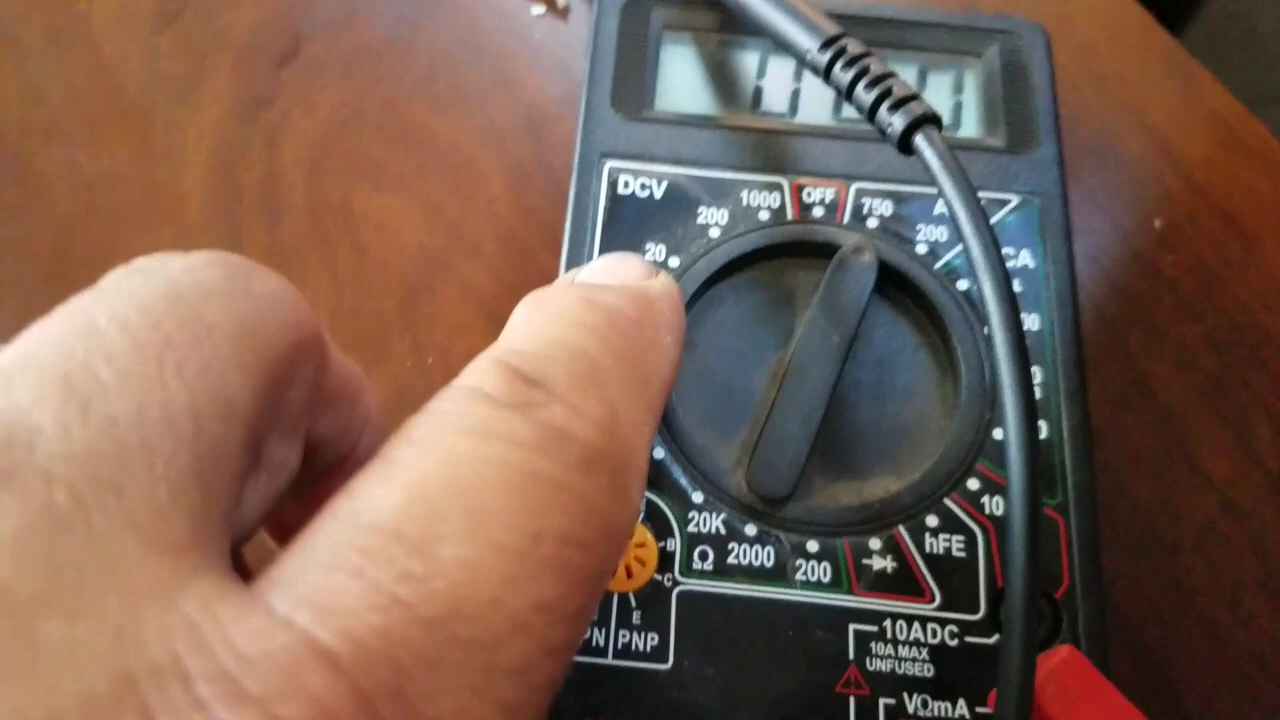 DCV
1000
OFF
750
200
200
20
10
20K
hFE
Ω
2000
200
B
C
E
PNP
10ADC
10A MAX
UNFUSED
VΩmA